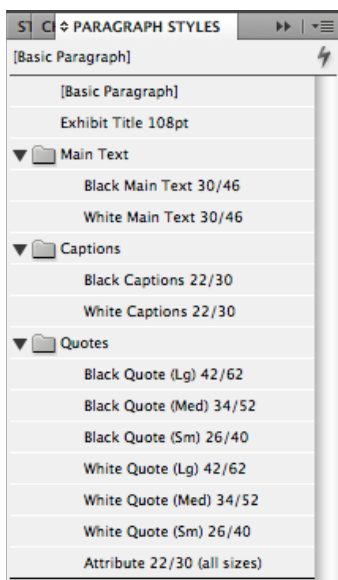 ST CH PARAGRAPH STYLES
[Basic Paragraph]
[Basic Paragraph]
Exhibit Title 108pt
Main Text
Black Main Text 30/46
White Main Text 30/46
Captions
Black Captions 22/30
White Captions 22/30
Quotes
Black Quote (Lg) 42/62
Black Quote (Med) 34/52
Black Quote (Sm) 26/40
White Quote (Lg) 42/62
White Quote (Med) 34/52
White Quote (Sm) 26/40
Attribute 22/30 (all sizes)